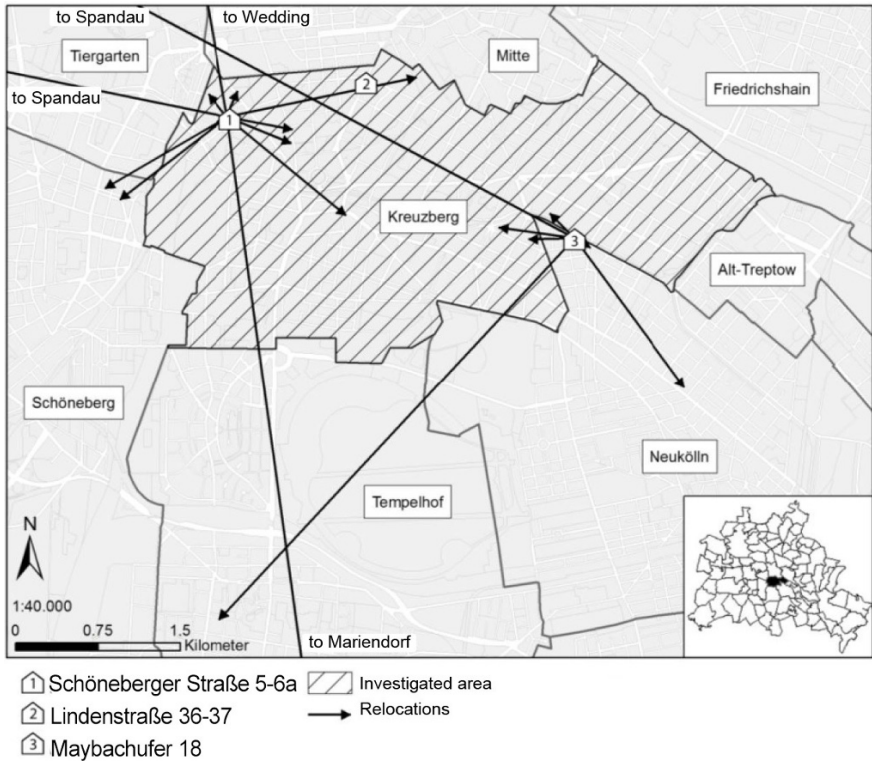 to Spandau
to Wedding
Tiergarten
Mitte
to Spandau
Friedrichshain
2
1
Kreuzberg
3
Alt-Treptow
Schöneberg
Neukölln
Tempelhof
N
1:40.000
0 0.75 1.5
Kilometer
to Mariendorf
1 Schöneberger Straße 5-6a
Investigated area
2 Lindenstraße 36-37
Relocations
3 Maybachufer 18